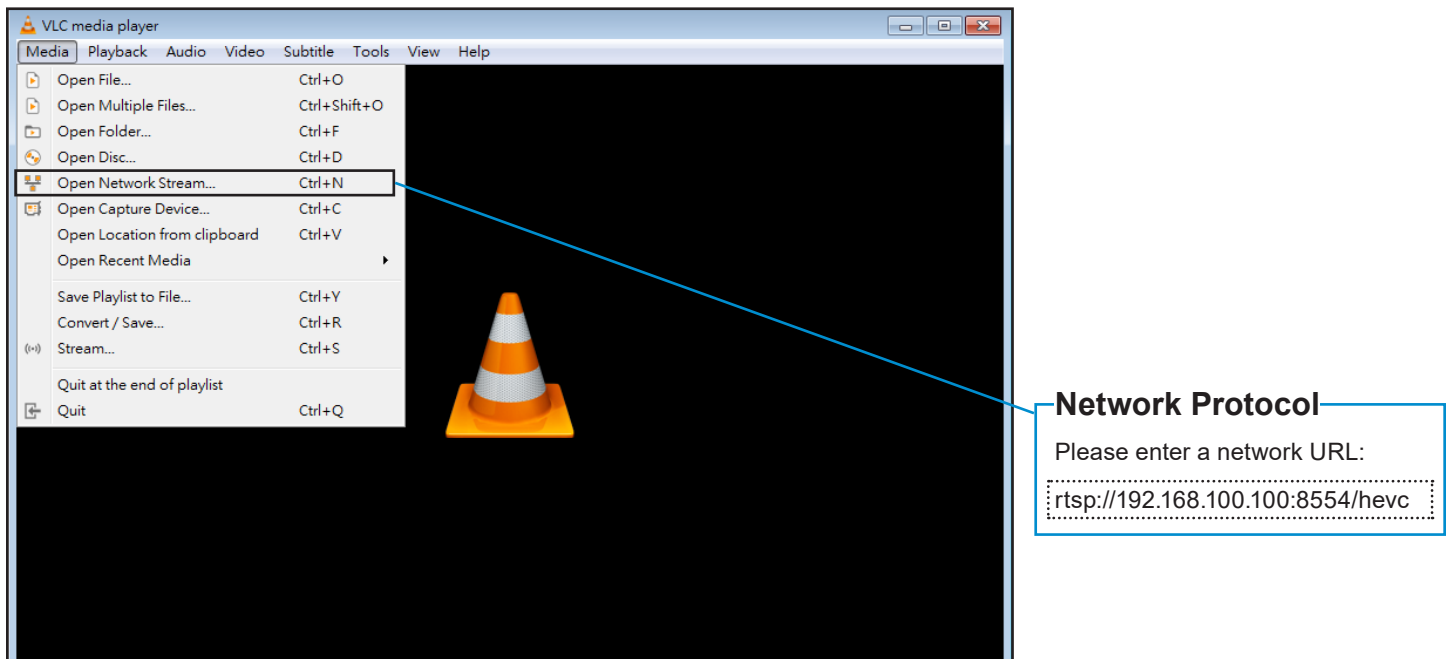 VLC media player
Media Playback Audio Video Subtitle Tools View Help
Open File... Ctrl+O
Open Multiple Files... Ctrl+Shift+O
Open Folder... Ctrl+F
Open Disc... Ctrl+D
Open Network Stream... Ctrl+N
Open Capture Device... Ctrl+C
Open Location from clipboard Ctrl+V
Open Recent Media
Save Playlist to File... Ctrl+Y
Convert / Save... Ctrl+R
Stream... Ctrl+S
Quit at the end of playlist
Quit Ctrl+Q
Network Protocol
Please enter a network URL:
rtsp://192.168.100.100:8554/hevc